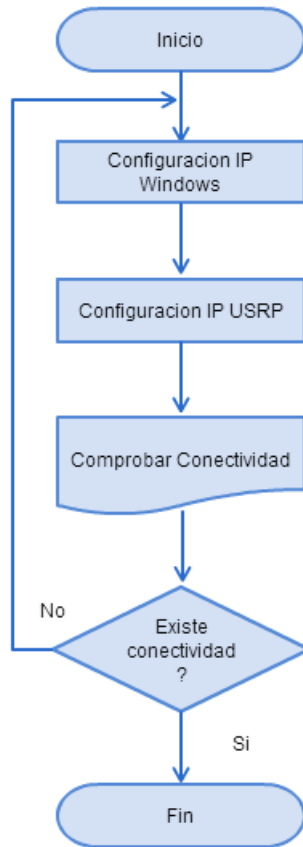 Inicio
Configuracion IP
Windows
Configuracion IP USRP
Comprobar Conectividad
No
Existe
conectividad
?
Si
Fin